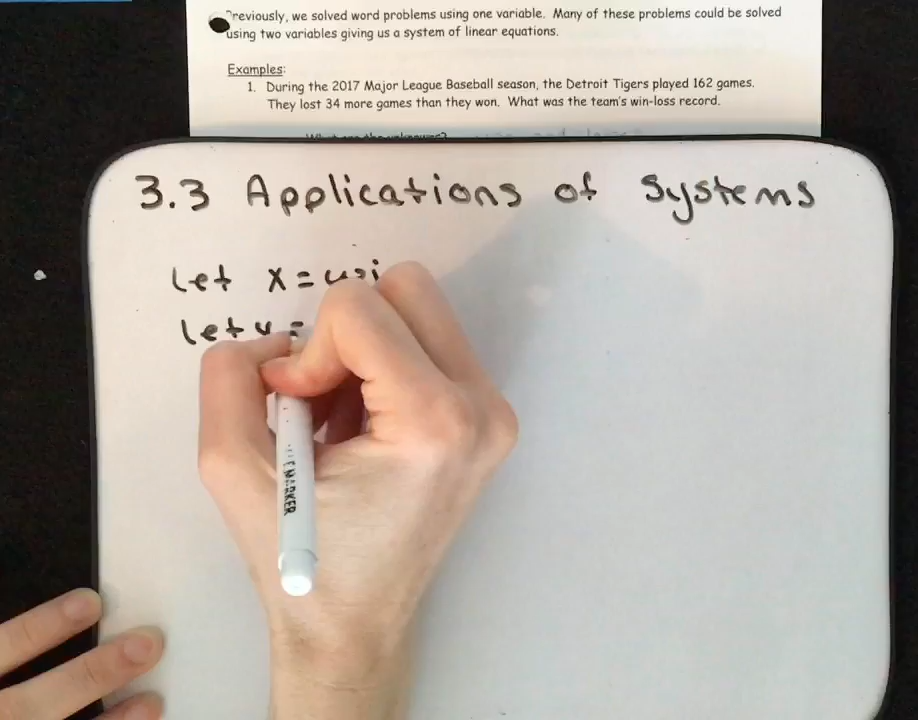 Previously, we solved word problems using one variable. Many of these problems could be solved
using two variables giving us a system of linear equations.
Examples:
1. During the 2017 Major League Baseball season, the Detroit Tigers played 162 games.
They lost 34 more games than they won. What was the team's win-loss record.
3.3 Applications of Systems
Let x =
let y =
MARKER